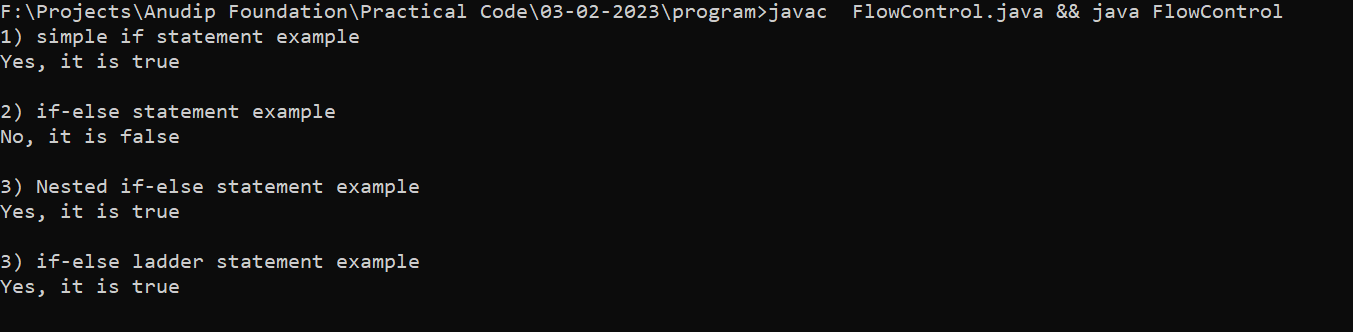 F:\Projects\Anudip Foundation\Practical Code\03-02-2023\program>javac  FlowControl.java && java FlowControl
1) simple if statement example
Yes, it is true
2) if-else statement example
No, it is false
3) Nested if-else statement example
Yes, it is true
3) if-else ladder statement example
Yes, it is true